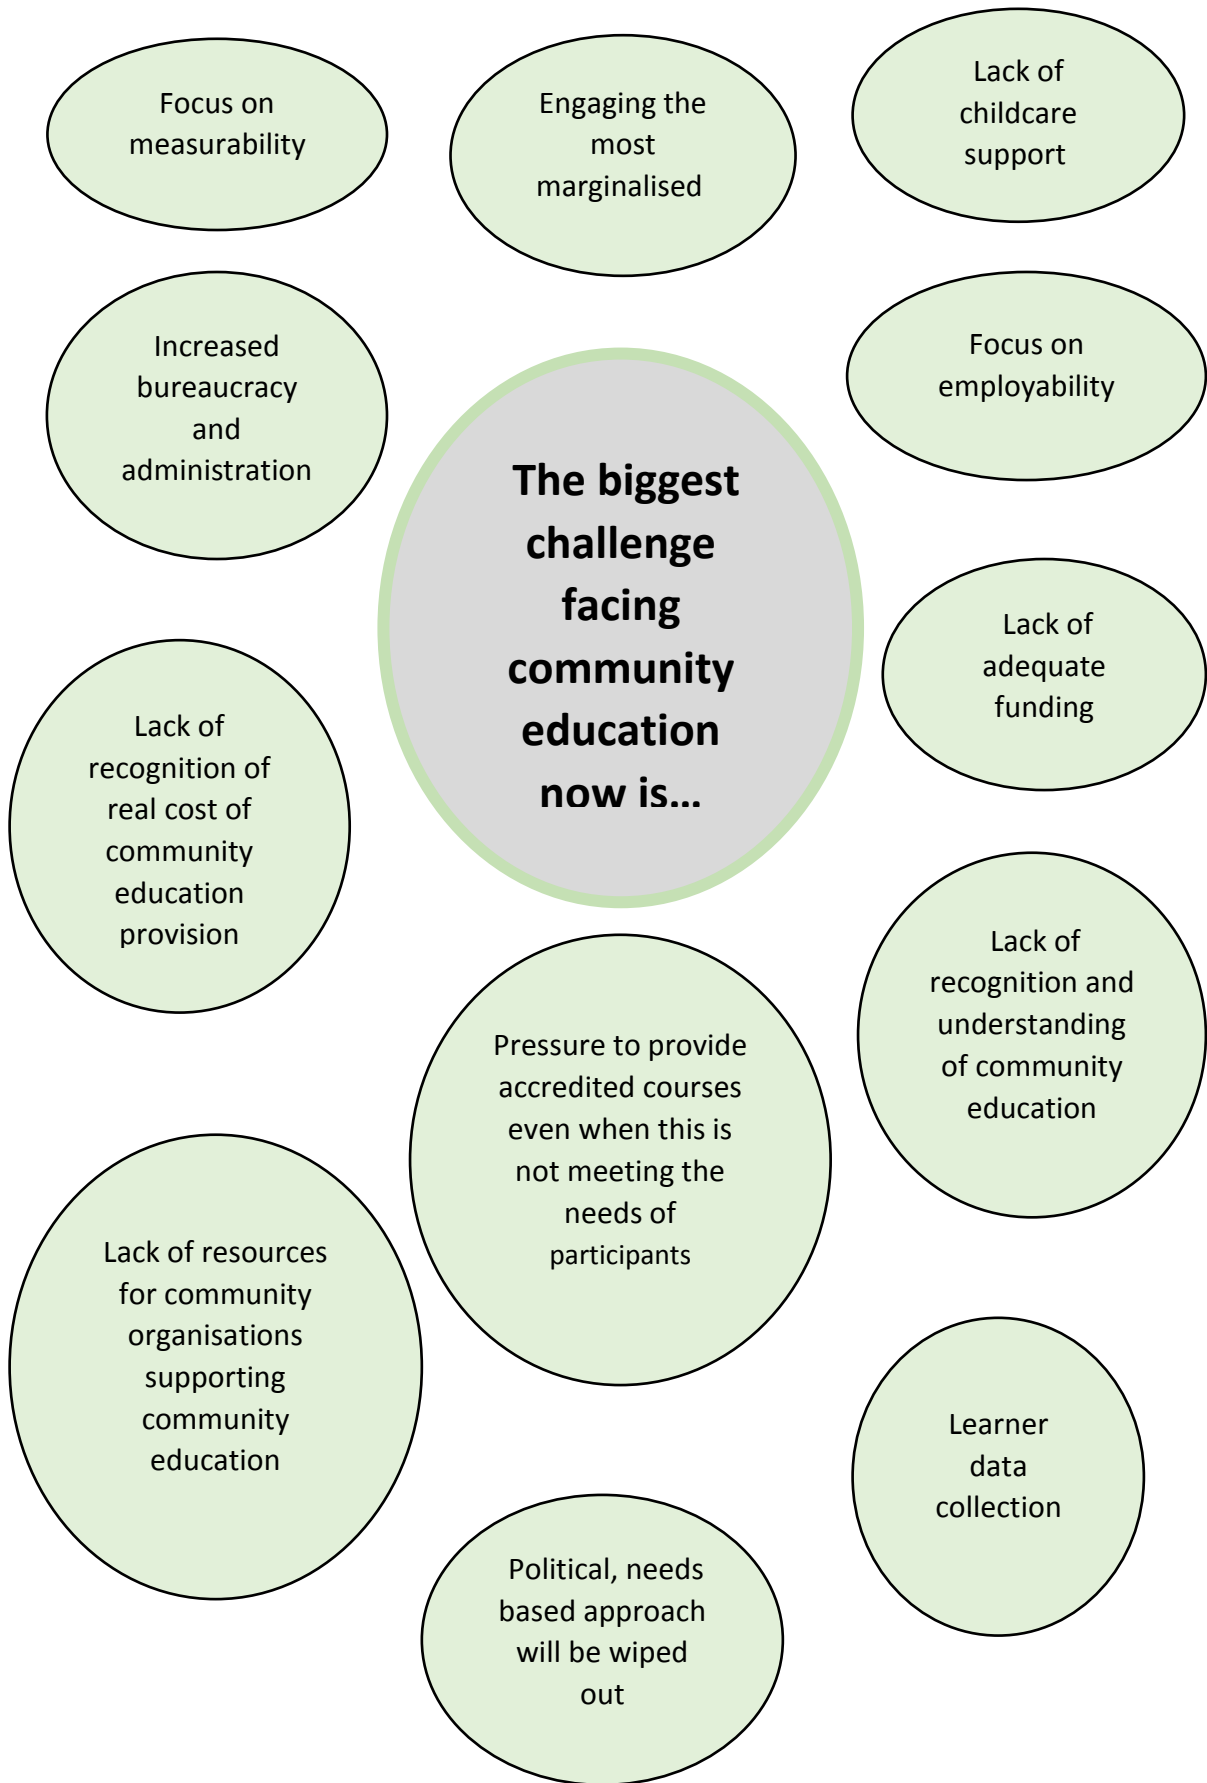 Focus on
measurability
Engaging the
most
marginalised
Lack of
childcare
support
Increased
bureaucracy
and
administration
Focus on
employability
The biggest
challenge
facing
community
education
now is...
Lack of
adequate
funding
Lack of
recognition of
real cost of
community
education
provision
Lack of
recognition and
understanding
of community
education
Pressure to provide
accredited courses
even when this is
not meeting the
needs of
participants
Lack of resources
for community
organisations
supporting
community
education
Learner
data
collection
Political, needs
based approach
will be wiped
out